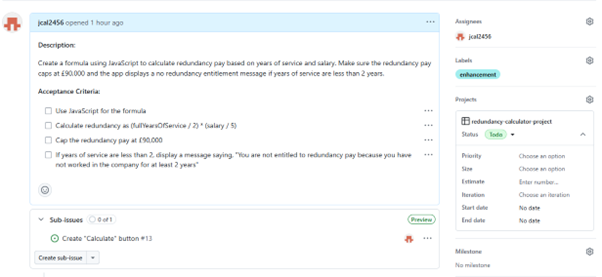 jcal2456 opened 1 hour ago
Description:
Create a formula using JavaScript to calculate redundancy pay based on years of service and salary. Make sure the redundancy pay
caps at £90,000 and the app displays a no redundancy entitlement message if years of service are less than 2 years.
Acceptance Criteria:
Use JavaScript for the formula
Calculate redundancy as (fullYearsOfService / 2) * (salary / 5)
Cap the redundancy pay at £90,000
If years of service are less than 2, display a message saying, "You are not entitled to redundancy pay because you have
not worked in the company for at least 2 years"
Sub-issues 0 of 1 Preview
Create "Calculate" button #13
Create sub-issue
Assignees
jcal2456
Labels
enhancement
Projects
redundancy-calculator-project
Status Todo
Priority Choose an option
Size Choose an option
Estimate Enter number...
Iteration Choose an iteration
Start date No date
End date No date
Milestone
No milestone